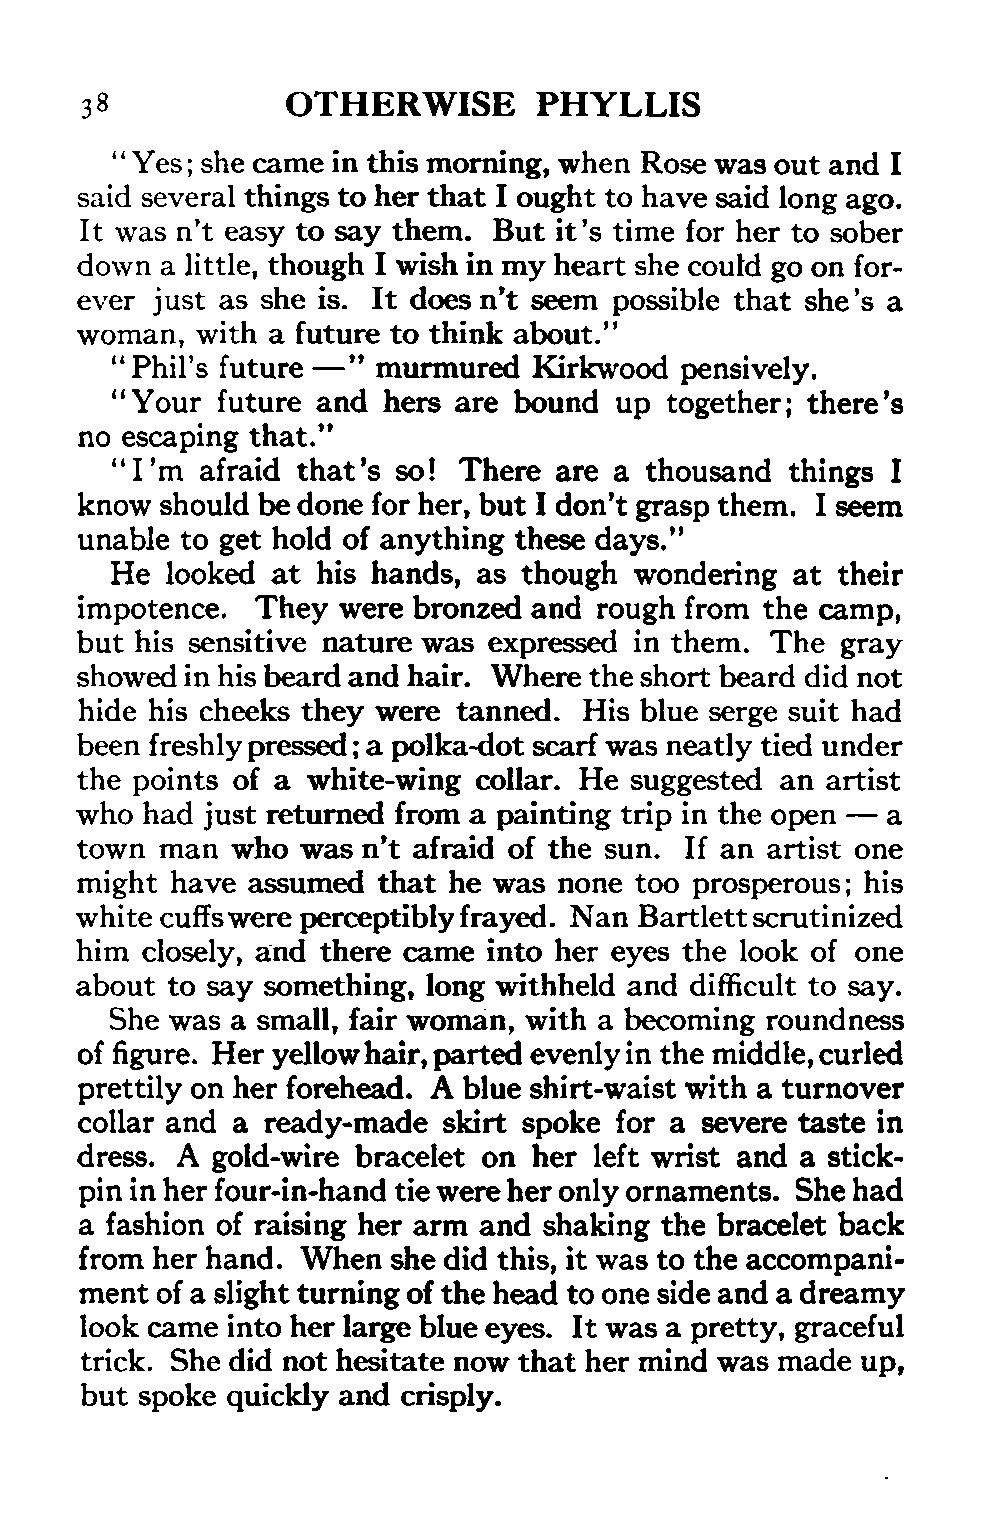 38 OTHERWISE PHYLLIS
"Yes; she came in this morning, when Rose was out and I
said several things to her that I ought to have said long ago.
It was n't easy to say them. But it's time for her to sober
down a little, though I wish in my heart she could go on for-
ever just as she is. It does n't seem possible that she's a
woman, with a future to think about."
"Phil's future —" murmured Kirkwood pensively.
"Your future and hers are bound up together; there's
no escaping that."
"I'm afraid that's so! There are a thousand things I
know should be done for her, but I don't grasp them. I seem
unable to get hold of anything these days."
He looked at his hands, as though wondering at their
impotence. They were bronzed and rough from the camp,
but his sensitive nature was expressed in them. The gray
showed in his beard and hair. Where the short beard did not
hide his cheeks they were tanned. His blue serge suit had
been freshly pressed; a polka-dot scarf was neatly tied under
the points of a white-wing collar. He suggested an artist
who had just returned from a painting trip in the open — a
town man who was n't afraid of the sun. If an artist one
might have assumed that he was none too prosperous; his
white cuffs were perceptibly frayed. Nan Bartlett scrutinized
him closely, and there came into her eyes the look of one
about to say something, long withheld and difficult to say.
She was a small, fair woman, with a becoming roundness
of figure. Her yellow hair, parted evenly in the middle, curled
prettily on her forehead. A blue shirt-waist with a turnover
collar and a ready-made skirt spoke for a severe taste in
dress. A gold-wire bracelet on her left wrist and a stick-
pin in her four-in-hand tie were her only ornaments. She had
a fashion of raising her arm and shaking the bracelet back
from her hand. When she did this, it was to the accompani-
ment of a slight turning of the head to one side and a dreamy
look came into her large blue eyes. It was a pretty, graceful
trick. She did not hesitate now that her mind was made up,
but spoke quickly and crisply.